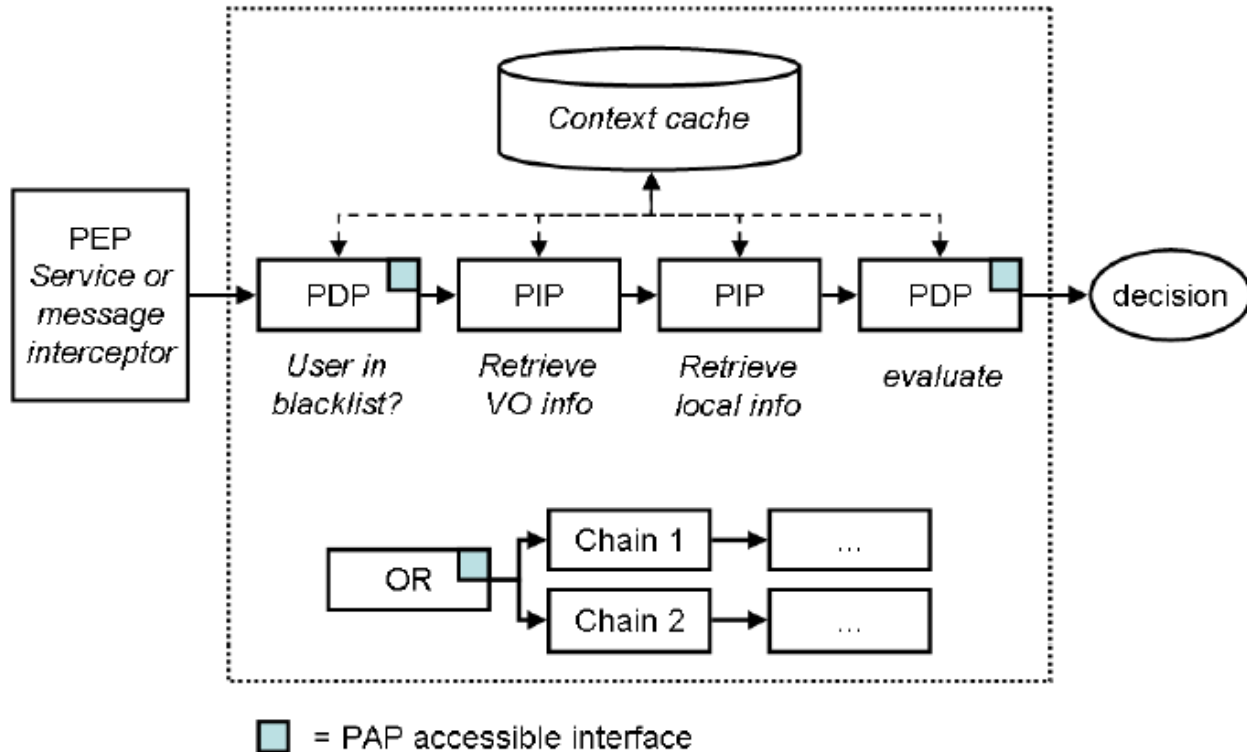 Context cache
PEP
Service or
message
interceptor
PDP
PIP
PIP
PDP
decision
User in
blacklist?
Retrieve
VO info
Retrieve
local info
evaluate
OR
Chain 1
...
Chain 2
...
= PAP accessible interface